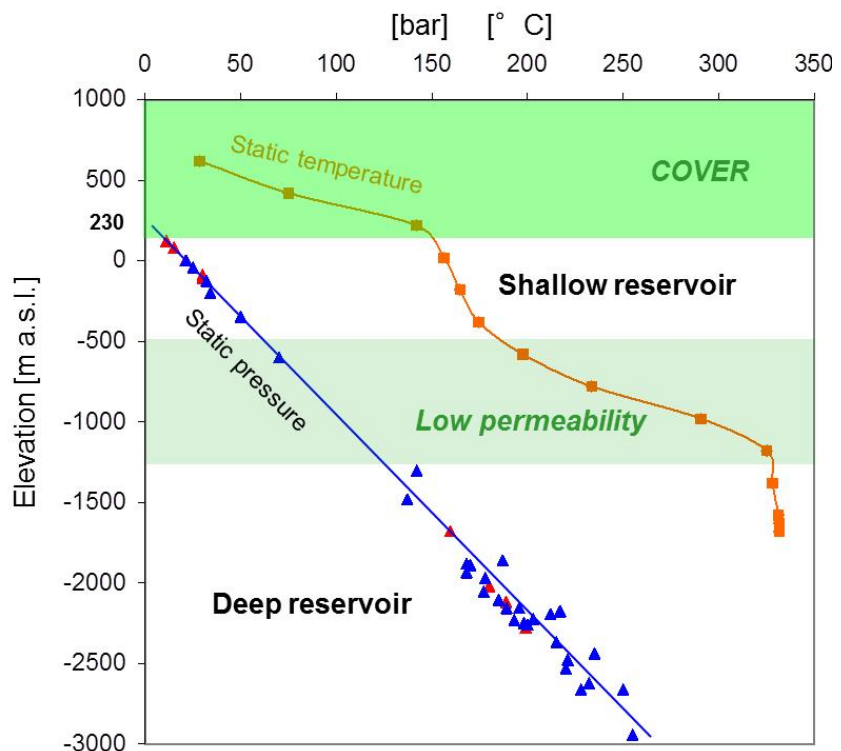 [bar] [° C]
0 50 100 150 200 250 300 350
1000
Static temperature
COVER
500
230
0
Shallow reservoir
Static pressure
-500
Low permeability
-1000
Elevation [m a.s.l.]
-1500
-2000
Deep reservoir
-2500
-3000